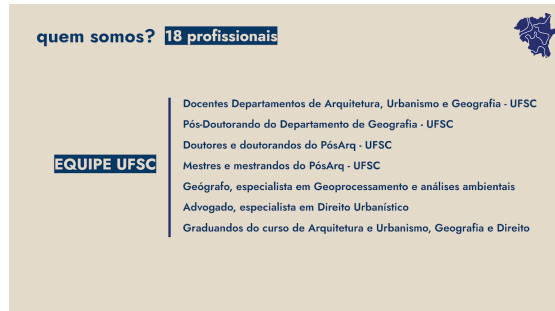 quem somos? 18 profissionais
Docentes Departamentos de Arquitetura, Urbanismo e Geografia - UFSC
Pós-Doutorando do Departamento de Geografia - UFSC
Doutores e doutorandos do PósArq - UFSC
EQUIPE UFSC
Mestres e mestrandos do PósArq - UFSC
Geógrafo, especialista em Geoprocessamento e análises ambientais
Advogado, especialista em Direito Urbanístico
Graduandos do curso de Arquitetura e Urbanismo, Geografia e Direito